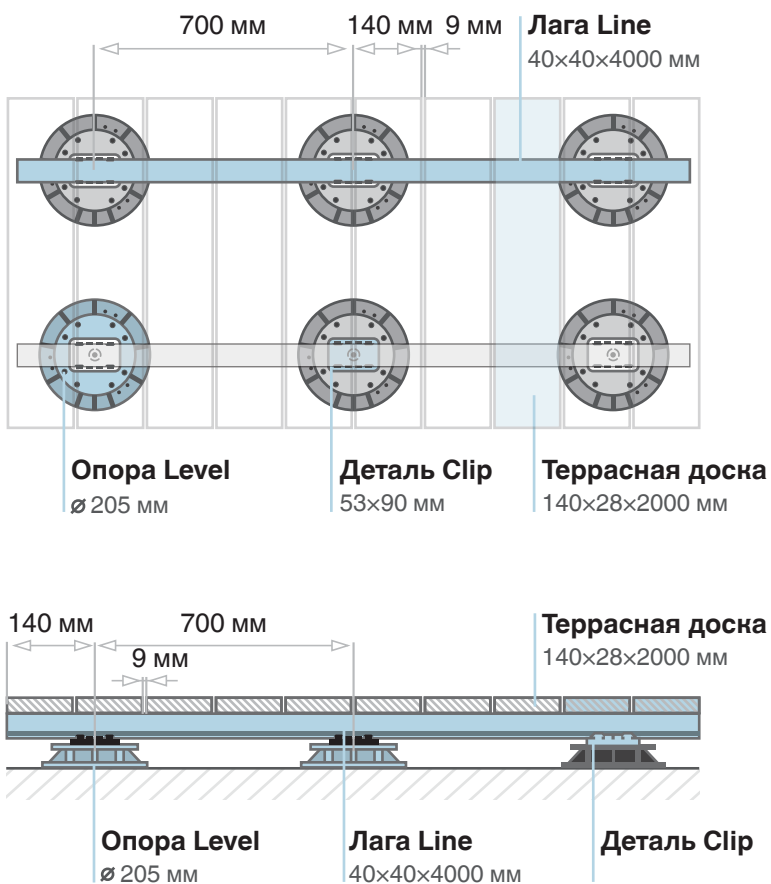 700 мм 140 мм 9 мм
Лага Line
40×40×4000 мм
Опора Level
ø 205 мм
Деталь Clip
53×90 мм
Террасная доска
140×28×2000 мм
140 мм 700 мм
9 мм
Террасная доска
140×28×2000 мм
Опора Level
ø 205 мм
Лага Line
40×40×4000 мм
Деталь Clip